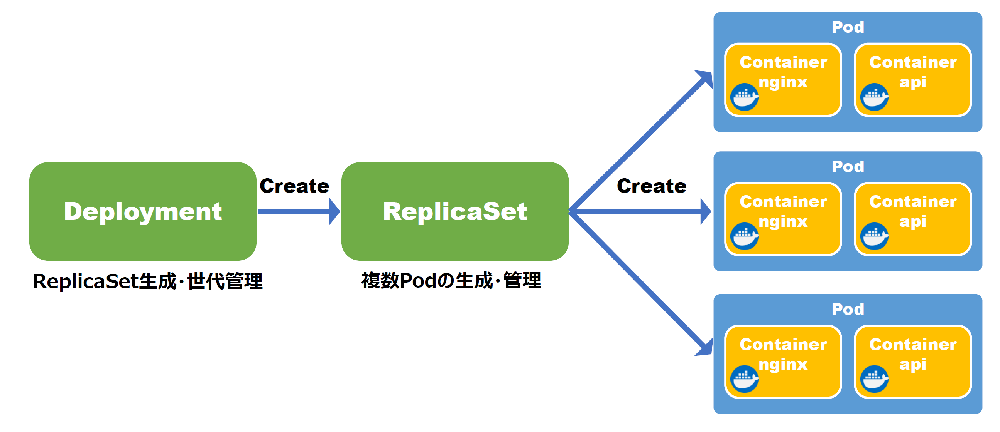 Deployment
ReplicaSet生成・世代管理
Create
ReplicaSet
複数Podの生成・管理
Create
Pod
Container
nginx
Container
api
Pod
Container
nginx
Container
api
Pod
Container
nginx
Container
api